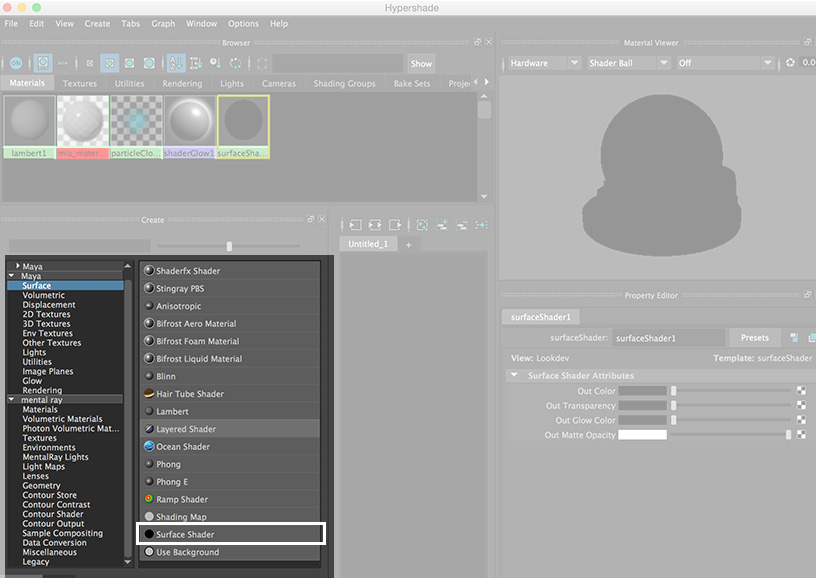 Hypershade
File Edit View Create Tabs Graph Window Options Help
Browser
ON
Show
Materials Textures Utilities Rendering Lights Cameras Shading Groups Bake Sets Proje
lambert1 mia_mater... particleClo... shaderGlow1 surfaceSha...
Material Viewer
Hardware Shader Ball Off 0.0
Create
Untitled_1 +
Maya
Maya
Surface
Volumetric
Displacement
2D Textures
3D Textures
Env Textures
Other Textures
Lights
Utilities
Image Planes
Glow
Rendering
mental ray
Materials
Volumetric Materials
Photon Volumetric Mat...
Textures
Environments
MentalRay Lights
Light Maps
Lenses
Geometry
Contour Store
Contour Contrast
Contour Shader
Contour Output
Sample Compositing
Data Conversion
Miscellaneous
Legacy
Shaderfx Shader
Stingray PBS
Anisotropic
Bifrost Aero Material
Bifrost Foam Material
Bifrost Liquid Material
Blinn
Hair Tube Shader
Lambert
Layered Shader
Ocean Shader
Phong
Phong E
Ramp Shader
Shading Map
Surface Shader
Use Background
Property Editor
surfaceShader1
surfaceShader: surfaceShader1 Presets
View: Lookdev Template: surfaceShader
Surface Shader Attributes
Out Color
Out Transparency
Out Glow Color
Out Matte Opacity